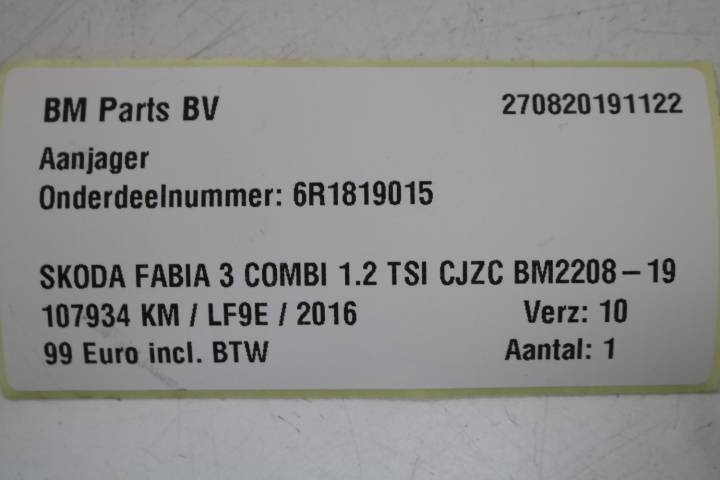 BM Parts BV 270820191122
Aanjager
Onderdeelnummer: 6R1819015
SKODA FABIA 3 COMBI 1.2 TSI CJZC BM2208-19
107934 KM / LF9E / 2016 Verz: 10
99 Euro incl. BTW Aantal: 1